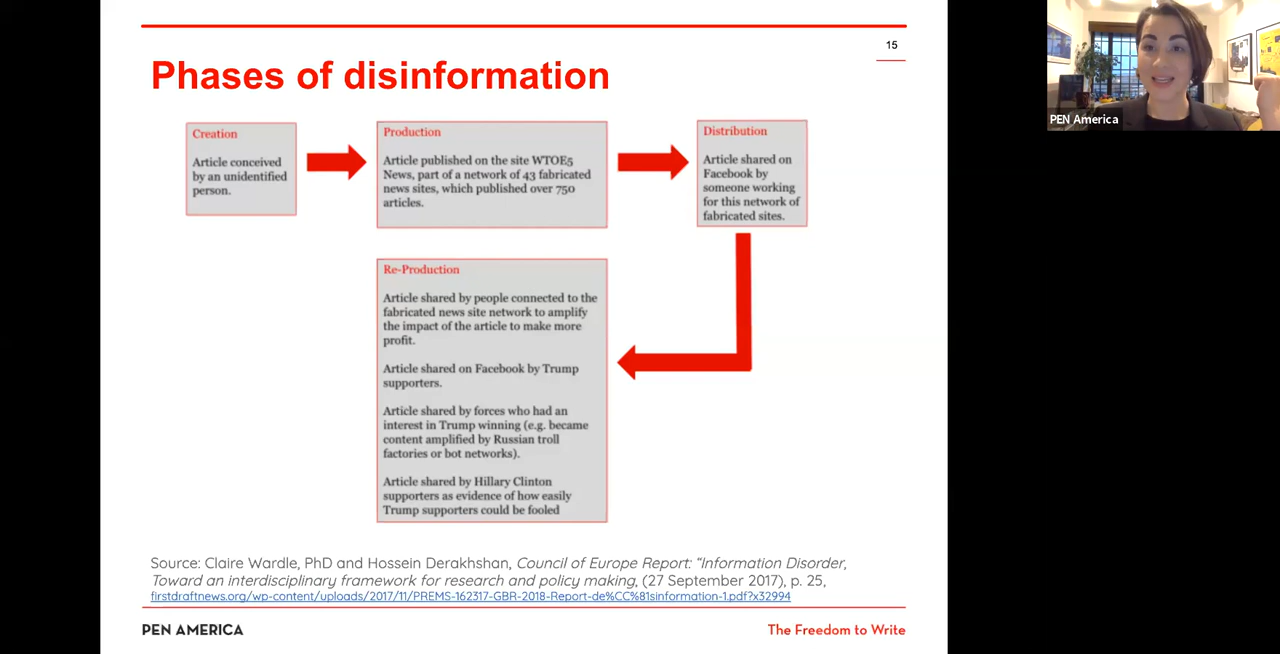 15
Phases of disinformation
Creation
Article conceived
by an unidentified
person.
Production
Article published on the site WTOE5
News, part of a network of 43 fabricated
news sites, which published over 750
articles.
Distribution
Article shared on
Facebook by
someone working
for this network of
fabricated sites.
Re-Production
Article shared by people connected to the
fabricated news site network to amplify
the impact of the article to make more
profit.
Article shared on Facebook by Trump
supporters.
Article shared by forces who had an
interest in Trump winning (e.g. became
content amplified by Russian troll
factories or bot networks).
Article shared by Hillary Clinton
supporters as evidence of how easily
Trump supporters could be fooled
Source: Claire Wardle, PhD and Hossein Derakhshan, Council of Europe Report: “Information Disorder,
Toward an interdisciplinary framework for research and policy making, (27 September 2017), p. 25,
firstdraftnews.org/wp-content/uploads/2017/11/PREMS-162317-GBR-2018-Report-de%CC%81sinformation-1.pdf?x32994
PEN AMERICA
The Freedom to Write
PEN America